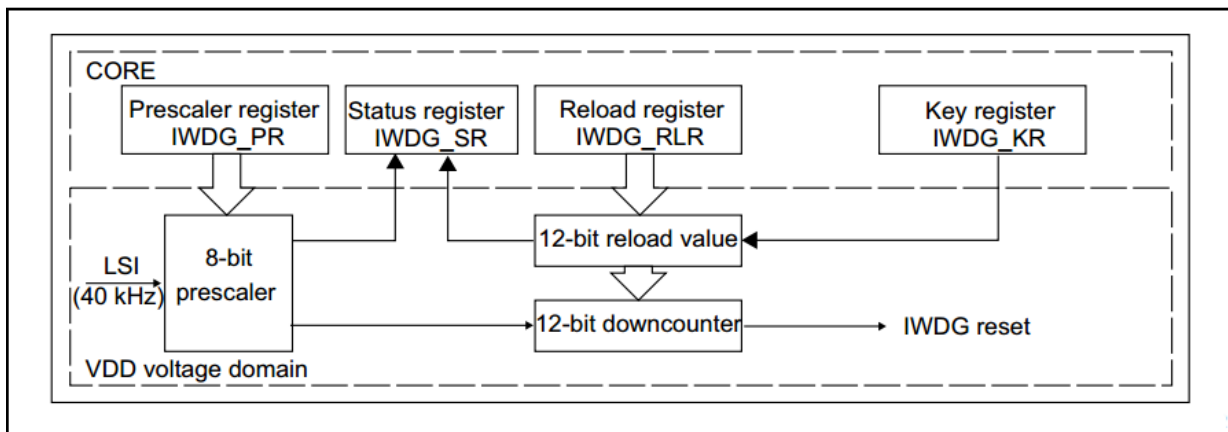 CORE
Prescaler register
IWDG_PR
Status register
IWDG_SR
Reload register
IWDG_RLR
Key register
IWDG_KR
LSI
(40 kHz)
8-bit
prescaler
12-bit reload value
12-bit downcounter
IWDG reset
VDD voltage domain